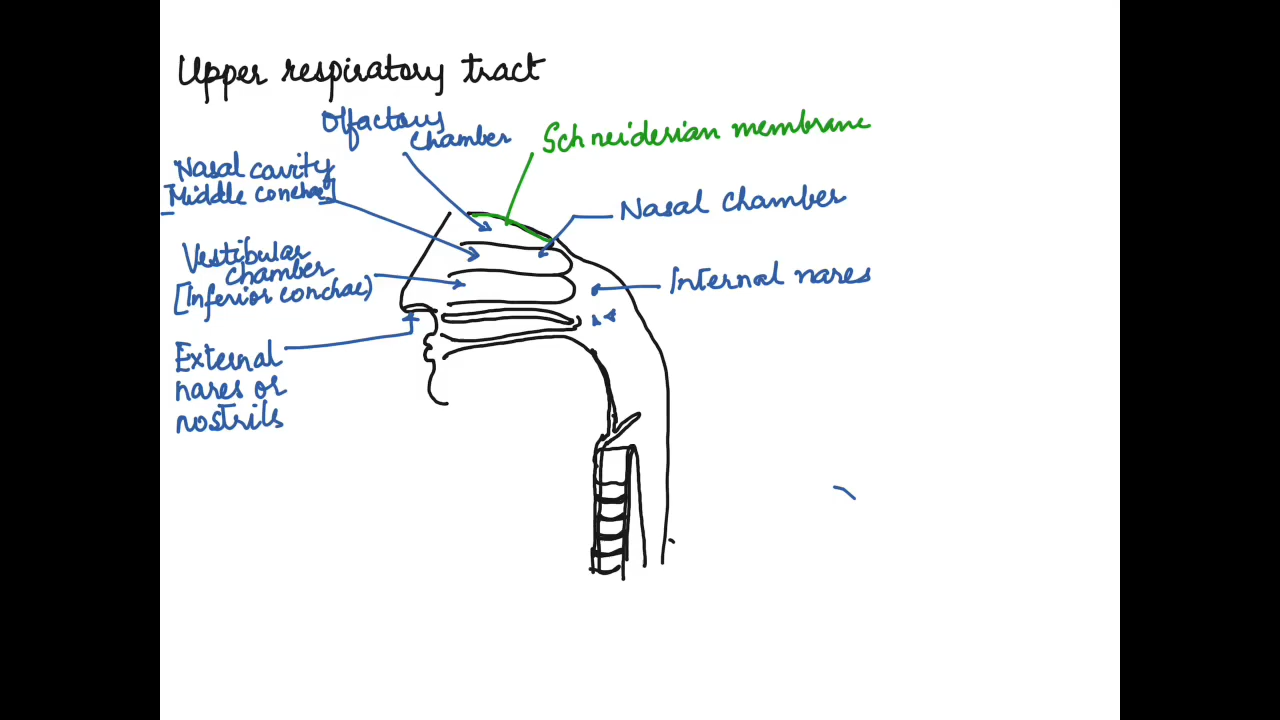 Upper respiratory tract
Olfactory
chamber
Schneiderian membrane
Nasal cavity
[Middle conchae]
Nasal chamber
Vestibular
chamber
[Inferior conchae)
Internal nares
External
nares or
nostrils